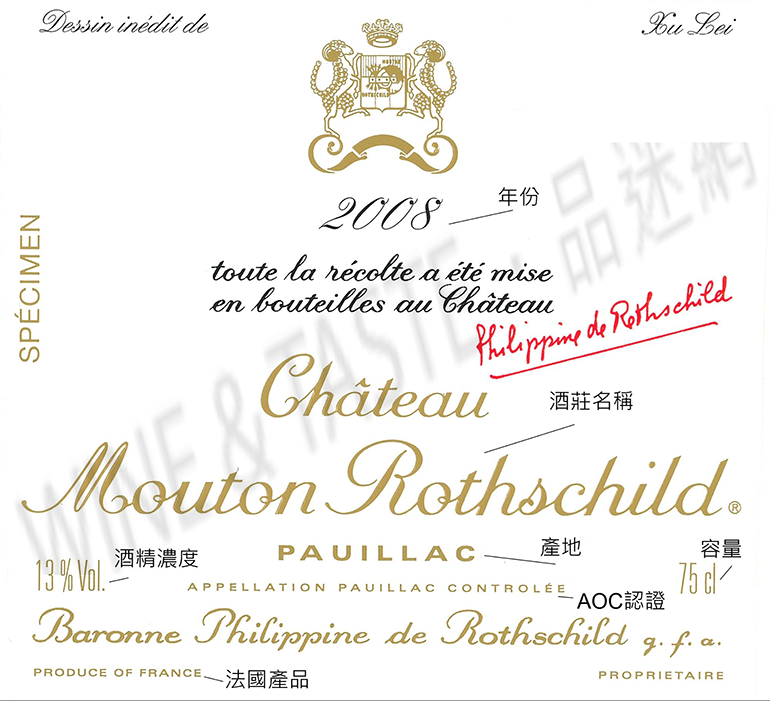 Dessin inédit de
Xu Lei
MOUTON
ROTHSCHILD
2008
年份
toute la récolte a été mise
en bouteilles au Château
SPÉCIMEN
Philippine de Rothschild
WINE & TASTE 品迷網
Château
酒莊名稱
Mouton Rothschild®
PAUILLAC
產地
容量
13% Vol.
酒精濃度
75 cl
APPELLATION PAUILLAC CONTROLÉE
AOC認證
Baronne Philippine de Rothschild g.f.a.
PRODUCE OF FRANCE
法國產品
PROPRIETAIRE